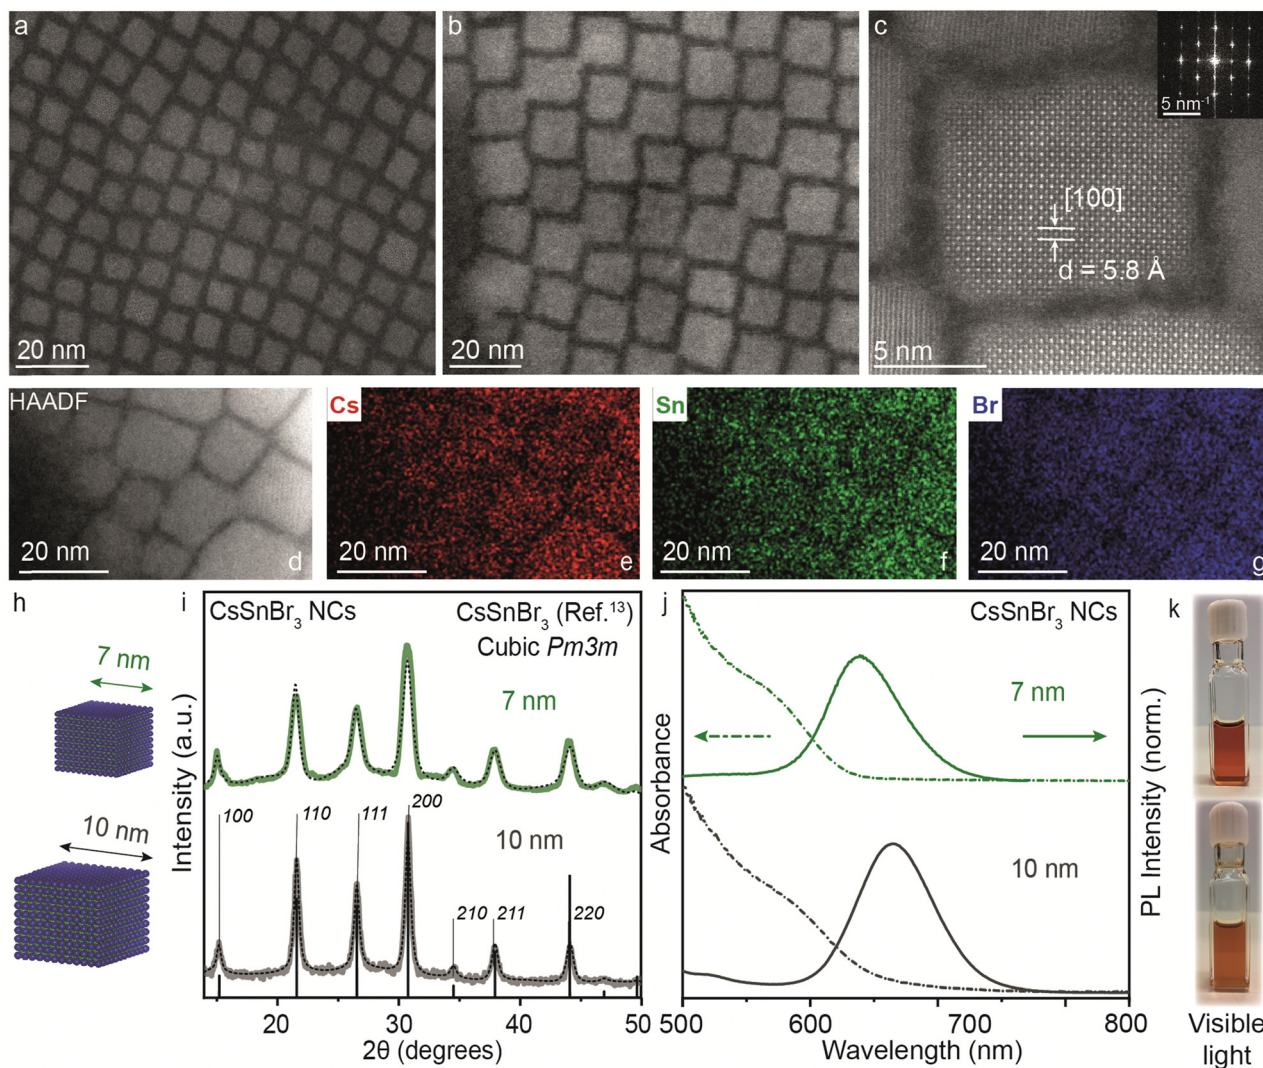 a
20 nm
b
20 nm
c
5 nm⁻¹
[100]
d = 5.8 Å
5 nm
HAADF
20 nm
d
Cs
20 nm
e
Sn
20 nm
f
Br
20 nm
g
h
7 nm
10 nm
i
CsSnBr₃ NCs
CsSnBr₃ (Ref.¹³)
Cubic Pm3m
7 nm
10 nm
100
110
111
200
210
211
220
Intensity (a.u.)
20
30
40
50
2θ (degrees)
j
CsSnBr₃ NCs
7 nm
10 nm
Absorbance
PL Intensity (norm.)
500
600
700
800
Wavelength (nm)
k
Visible
light